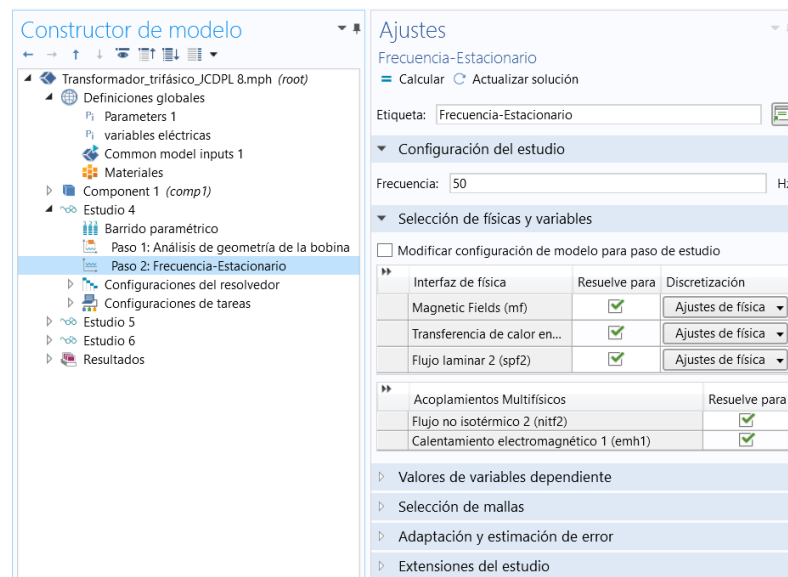 Constructor de modelo
Transformador_trifásico_JCDPL 8.mph (root)
Definiciones globales
Pi Parameters 1
Pi variables eléctricas
Common model inputs 1
Materiales
Component 1 (comp1)
Estudio 4
Barrido paramétrico
Paso 1: Análisis de geometría de la bobina
Paso 2: Frecuencia-Estacionario
Configuraciones del resolvedor
Configuraciones de tareas
Estudio 5
Estudio 6
Resultados
Ajustes
Frecuencia-Estacionario
Calcular Actualizar solución
Etiqueta: Frecuencia-Estacionario
Configuración del estudio
Frecuencia: 50 Hz
Selección de físicas y variables
Modificar configuración de modelo para paso de estudio
Interfaz de física Resuelve para Discretización
Magnetic Fields (mf) Ajustes de física
Transferencia de calor en... Ajustes de física
Flujo laminar 2 (spf2) Ajustes de física
Acoplamientos Multifísicos Resuelve para
Flujo no isotérmico 2 (nitf2)
Calentamiento electromagnético 1 (emh1)
Valores de variables dependiente
Selección de mallas
Adaptación y estimación de error
Extensiones del estudio